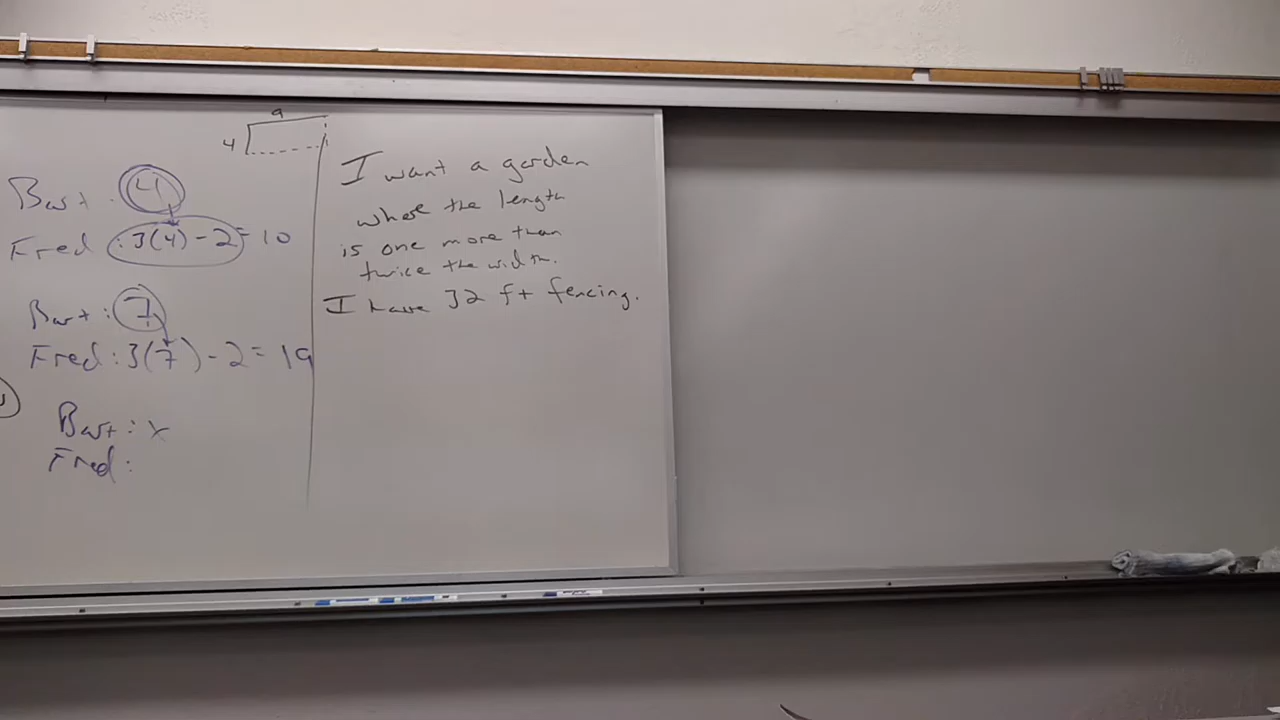 9
4
Bart: 4
Fred: 3(4) - 2 = 10
Bart: 7
Fred: 3(7) - 2 = 19
Bart: x
Fred:
I want a garden
where the length
is one more than
twice the width.
I have 32 ft fencing.